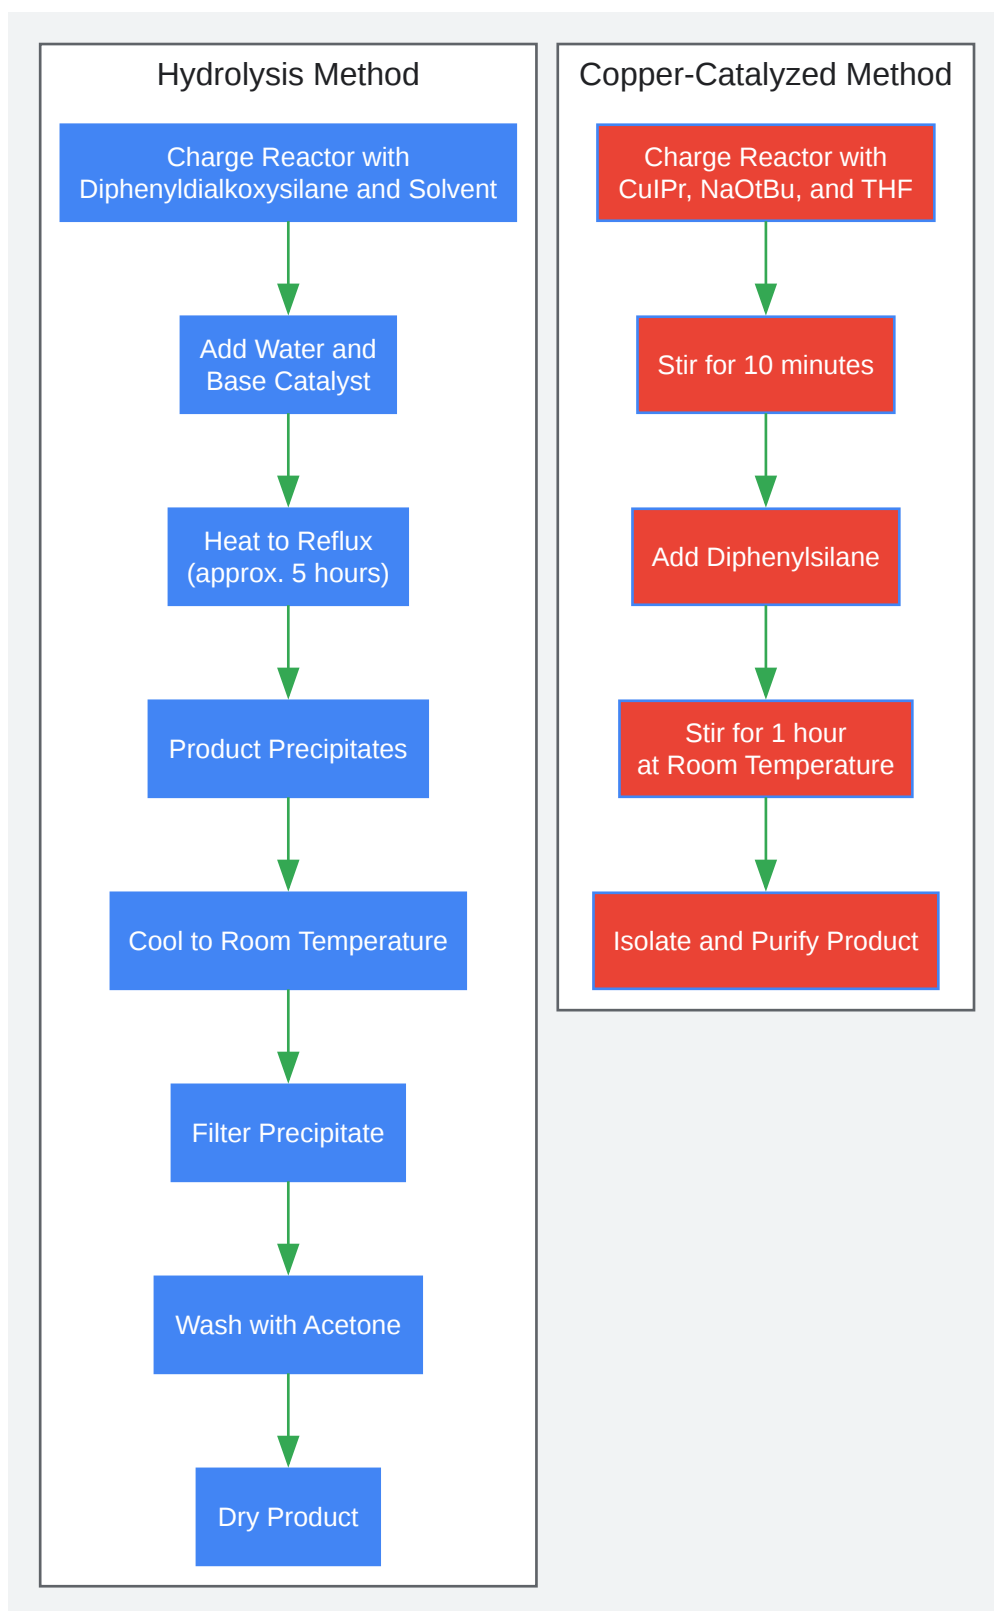 Hydrolysis Method
Charge Reactor with
Diphenyldialkoxysilane and Solvent
Add Water and
Base Catalyst
Heat to Reflux
(approx. 5 hours)
Product Precipitates
Cool to Room Temperature
Filter Precipitate
Wash with Acetone
Dry Product
Copper-Catalyzed Method
Charge Reactor with
CuIPr, NaOtBu, and THF
Stir for 10 minutes
Add Diphenylsilane
Stir for 1 hour
at Room Temperature
Isolate and Purify Product